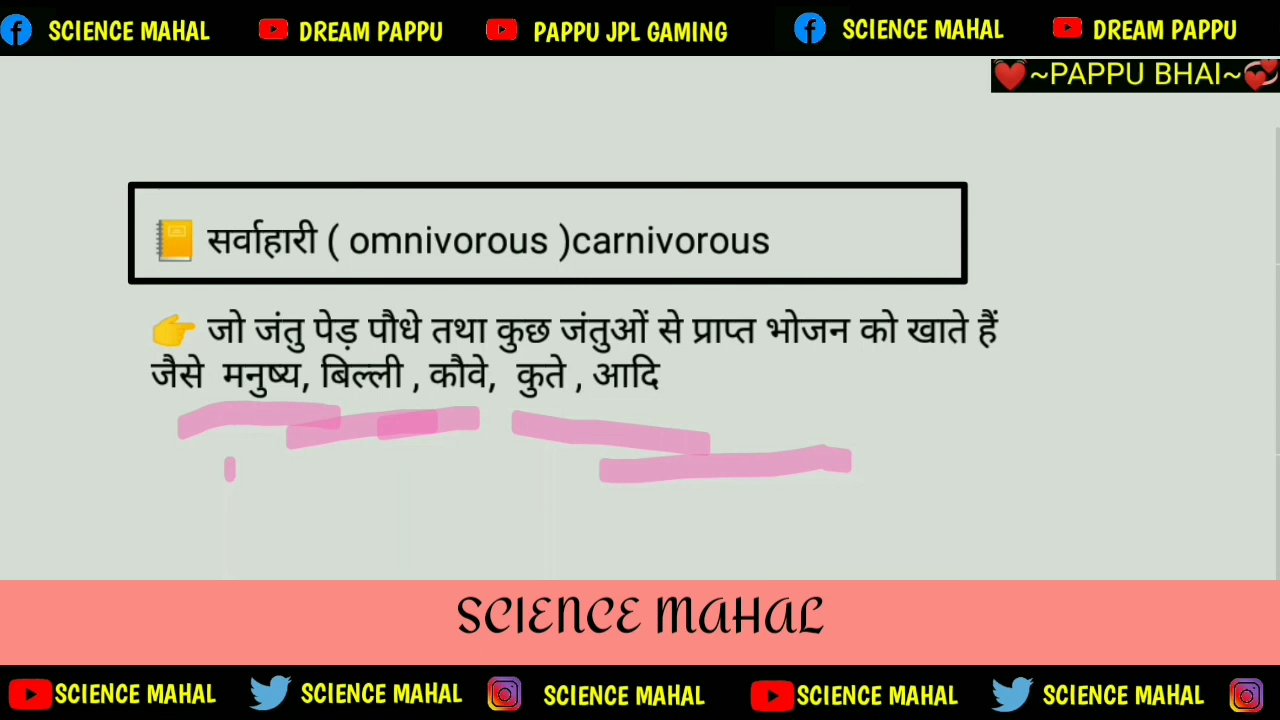 SCIENCE MAHAL DREAM PAPPU PAPPU JPL GAMING SCIENCE MAHAL DREAM PAPPU
~PAPPU BHAI~
सर्वाहारी ( omnivorous )carnivorous
जो जंतु पेड़ पौधे तथा कुछ जंतुओं से प्राप्त भोजन को खाते हैं
जैसे मनुष्य, बिल्ली , कौवे, कुते , आदि
SCIENCE MAHAL
SCIENCE MAHAL SCIENCE MAHAL SCIENCE MAHAL SCIENCE MAHAL SCIENCE MAHAL